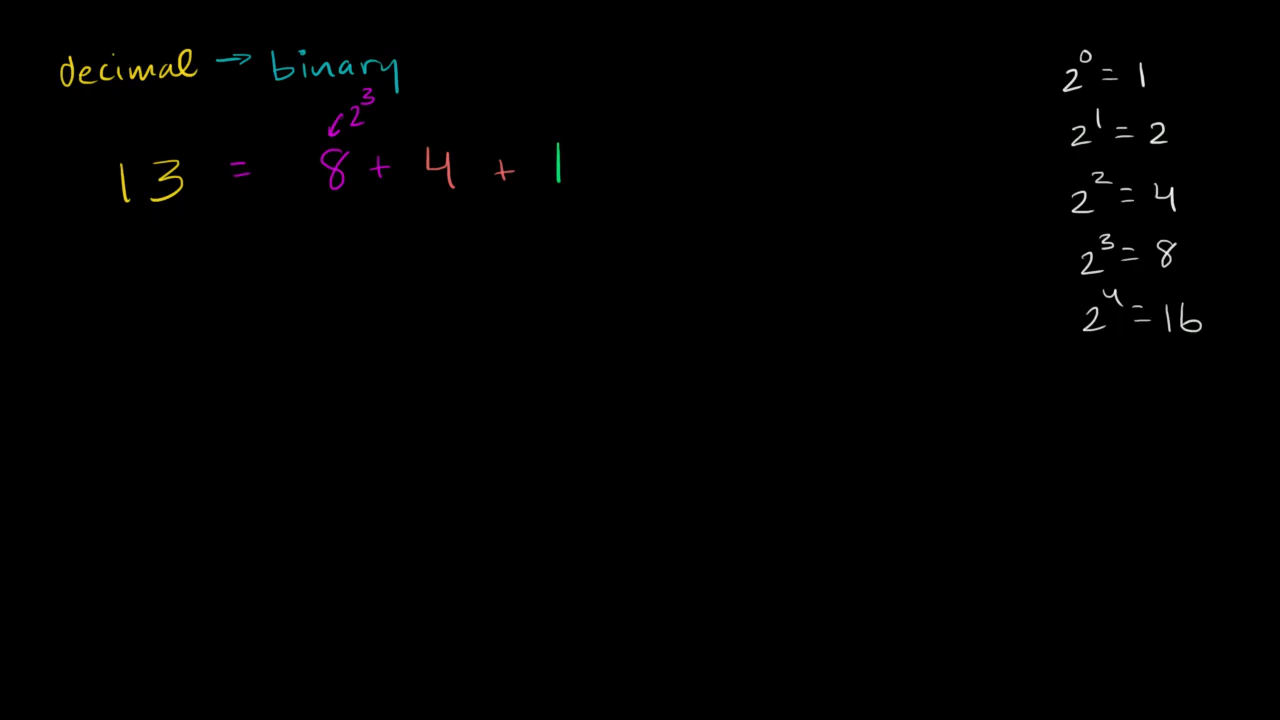 decimal → binary
2³
13 = 8 + 4 + 1
2⁰ = 1
2¹ = 2
2² = 4
2³ = 8
2⁴ = 16